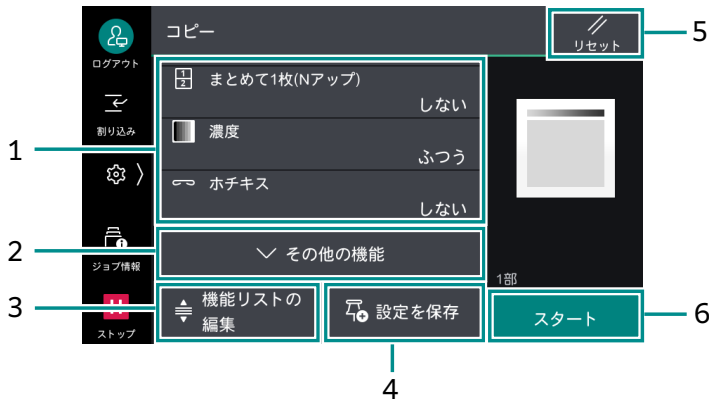 コピー
リセット
5
ログアウト
割り込み
ジョブ情報
ストップ
1
1
2
まとめて1枚(Nアップ)
しない
濃度
ふつう
ホチキス
しない
2
その他の機能
1部
3
機能リストの
編集
設定を保存
スタート
6
4